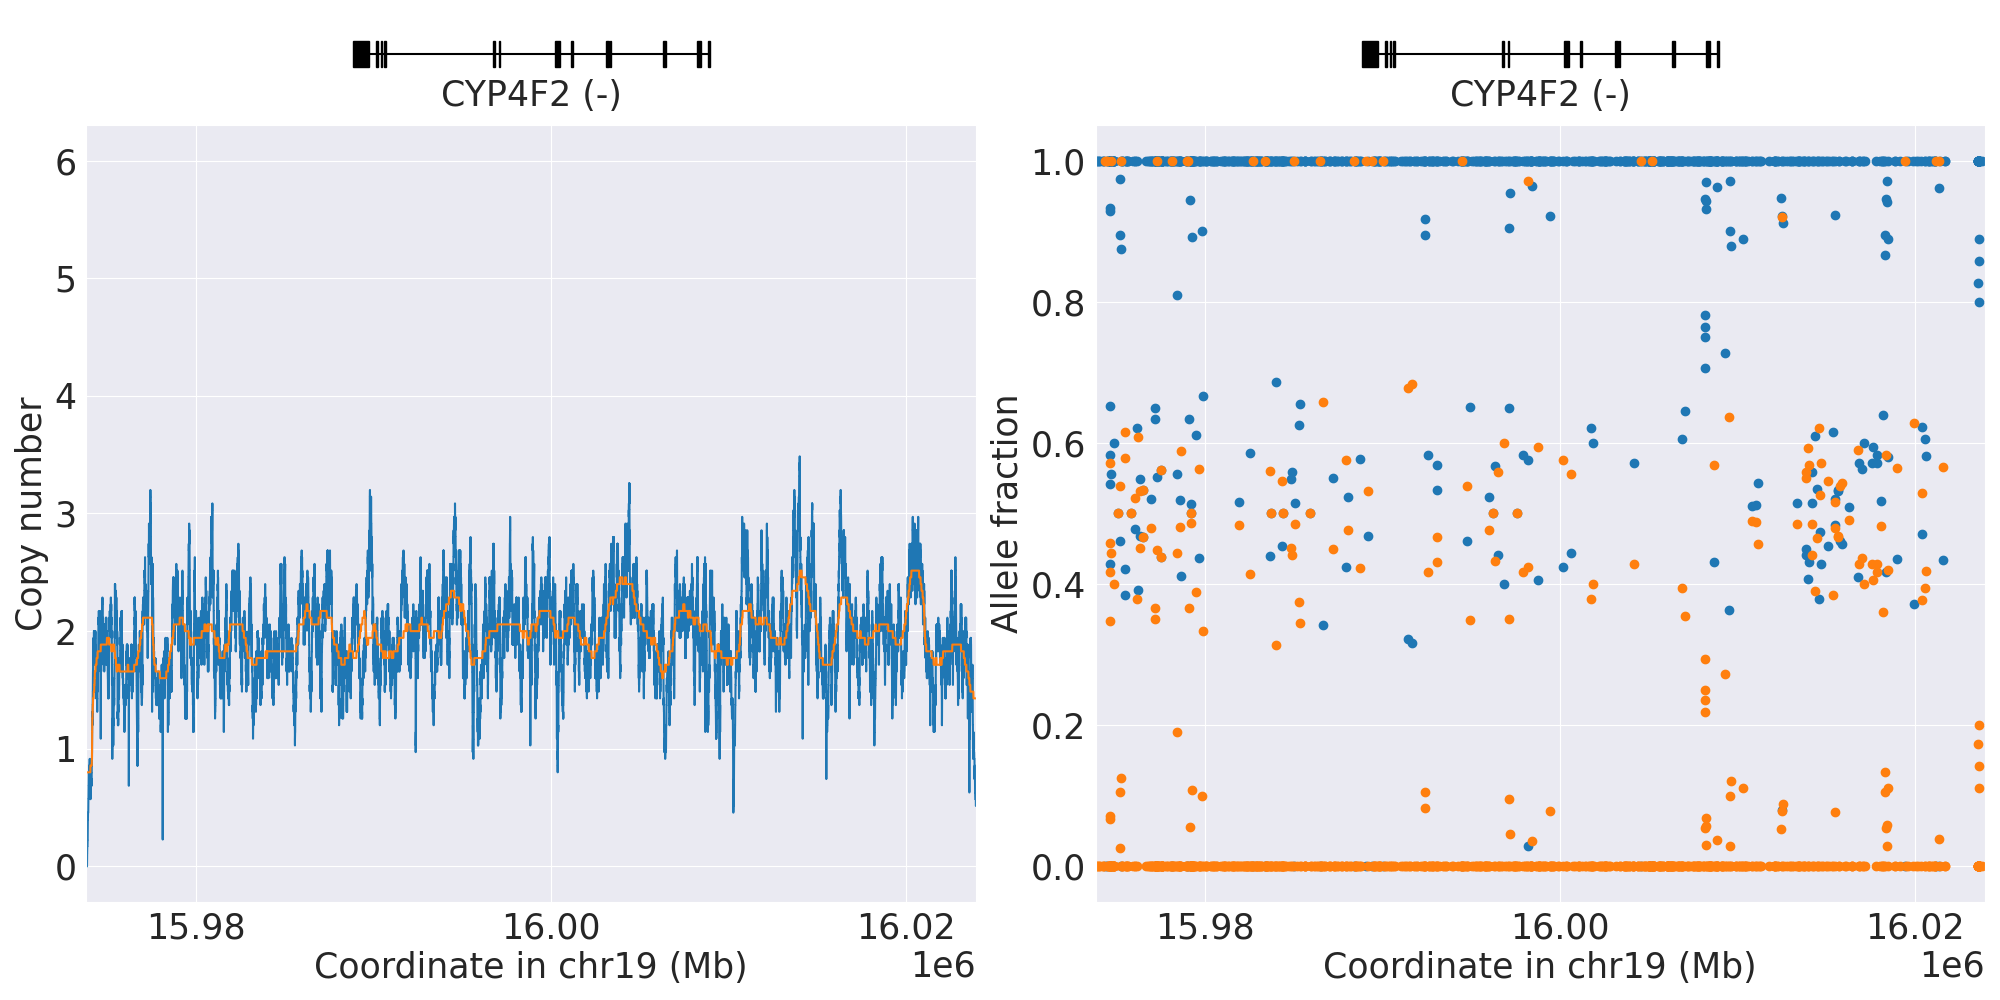 CYP4F2 (-)
6
5
4
3
2
1
0
Copy number
15.98
16.00
16.02
Coordinate in chr19 (Mb)
1e6
CYP4F2 (-)
1.0
0.8
0.6
0.4
0.2
0.0
Allele fraction
15.98
16.00
16.02
Coordinate in chr19 (Mb)
1e6